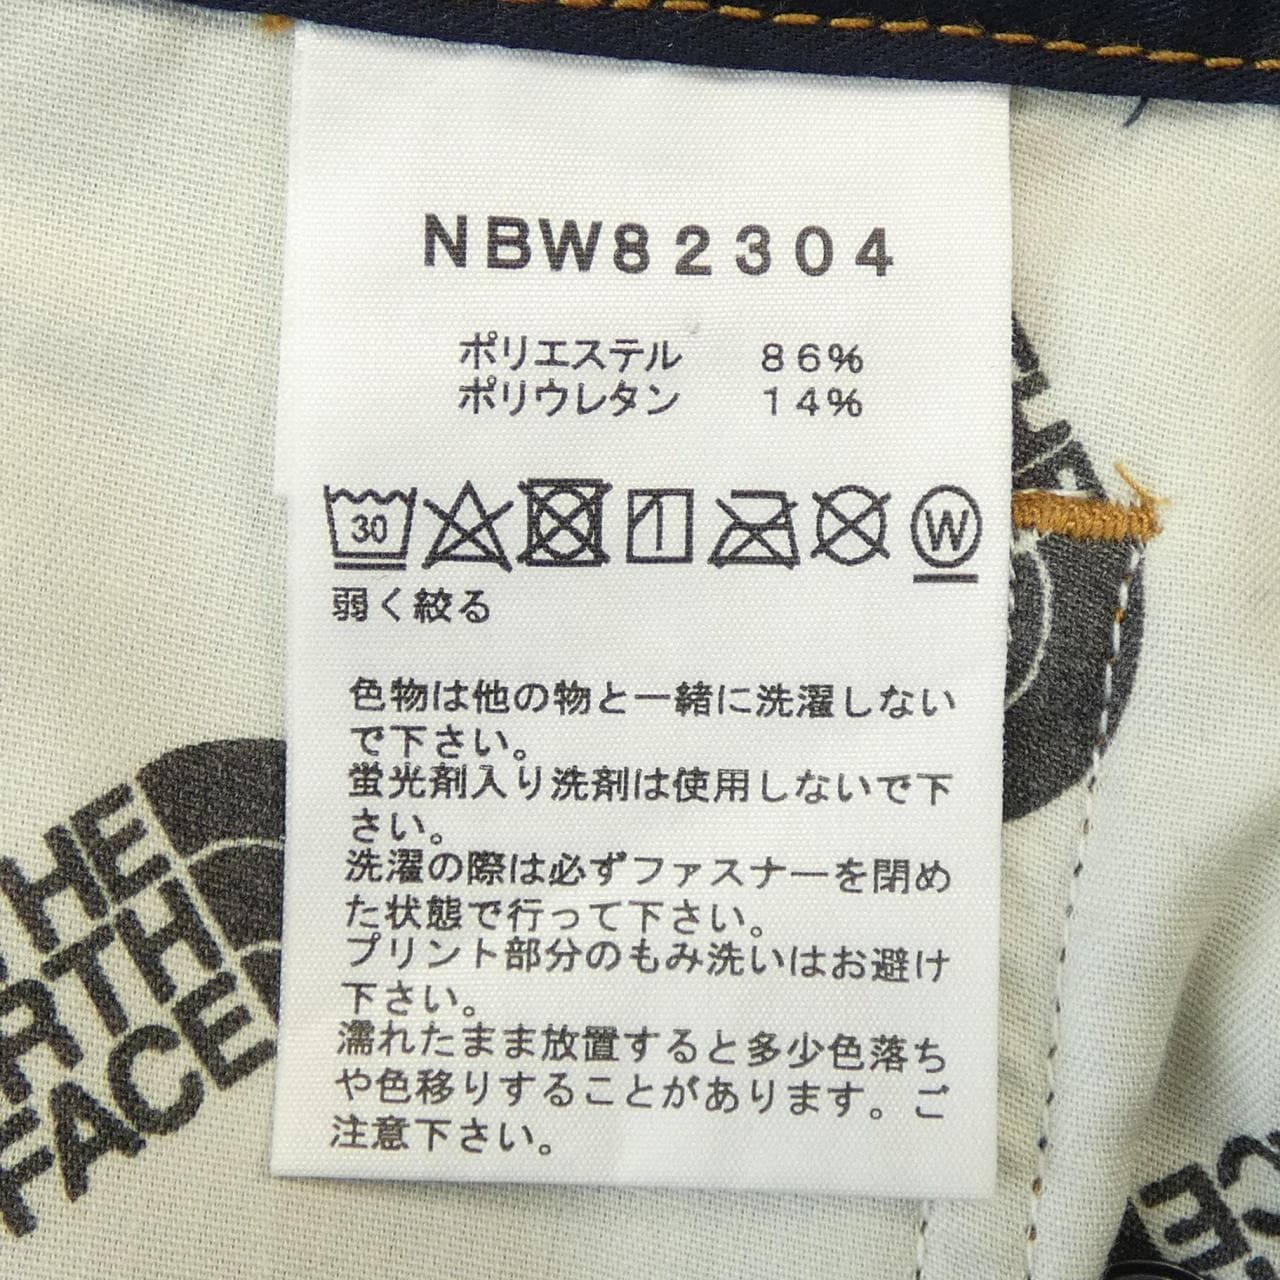 NBW82304
ポリエステル 86%
ポリウレタン 14%
30
W
弱く絞る
色物は他の物と一緒に洗濯しない
で下さい。
蛍光剤入り洗剤は使用しないで下
さい。
洗濯の際は必ずファスナーを閉め
た状態で行って下さい。
プリント部分のもみ洗いはお避け
下さい。
濡れたまま放置すると多少色落ち
や色移りすることがあります。ご
注意下さい。
THE
NORTH
FACE